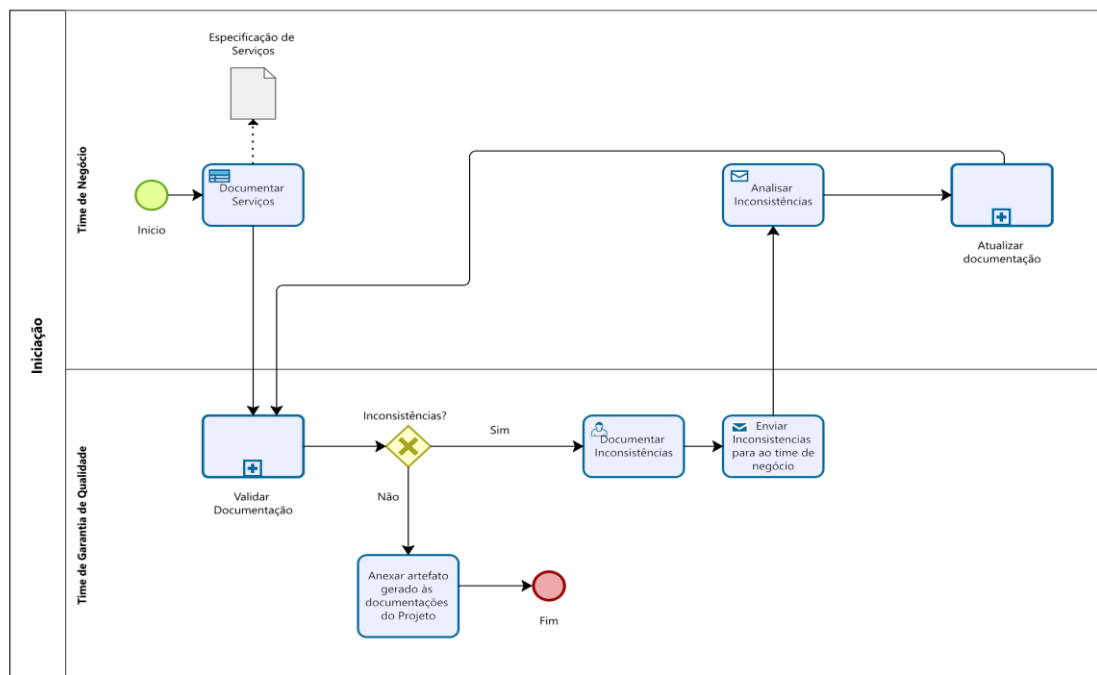 Iniciação
Time de Negócio
Especificação de
Serviços
Inicio
Documentar
Serviços
Analisar
Inconsistências
Atualizar
documentação
Time de Garantia de Qualidade
Validar
Documentação
Inconsistências?
Sim
Não
Documentar
Inconsistências
Enviar
Inconsistencias
para ao time de
negócio
Anexar artefato
gerado às
documentações
do Projeto
Fim